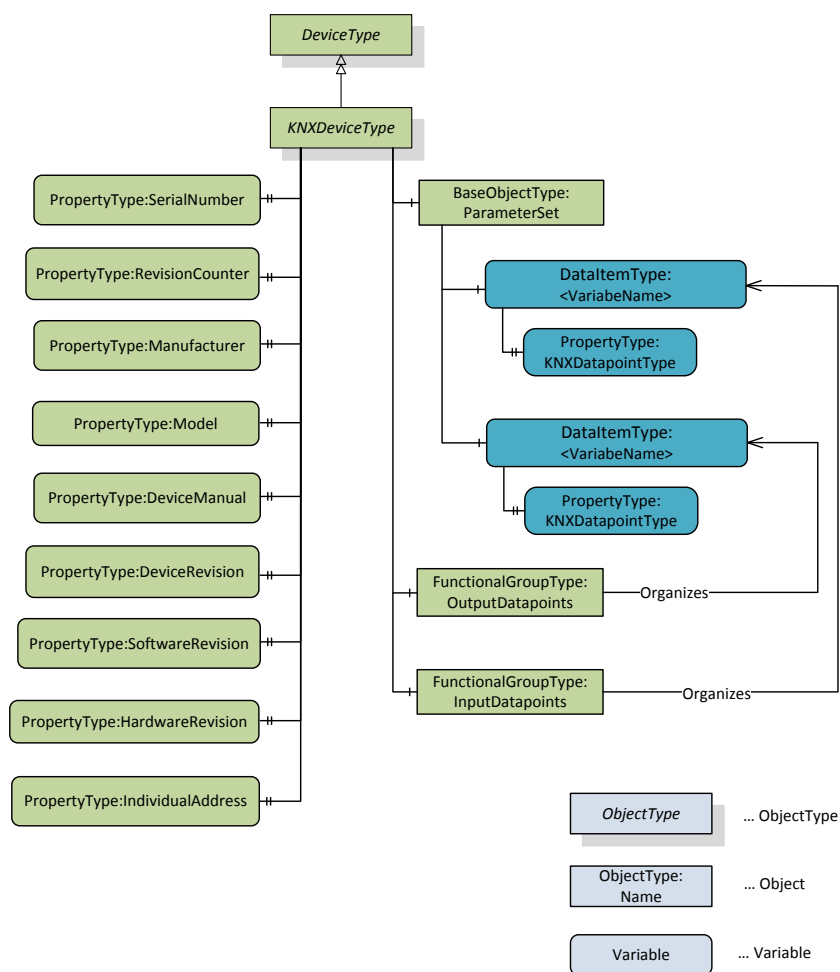 DeviceType
KNXDeviceType
PropertyType:SerialNumber
PropertyType:RevisionCounter
PropertyType:Manufacturer
PropertyType:Model
PropertyType:DeviceManual
PropertyType:DeviceRevision
PropertyType:SoftwareRevision
PropertyType:HardwareRevision
PropertyType:IndividualAddress
BaseObjectType:
ParameterSet
DataItemType:
<VariabeName>
PropertyType:
KNXDatapointType
DataItemType:
<VariabeName>
PropertyType:
KNXDatapointType
FunctionalGroupType:
OutputDatapoints
Organizes
FunctionalGroupType:
InputDatapoints
Organizes
ObjectType
... ObjectType
ObjectType:
Name
... Object
Variable
... Variable